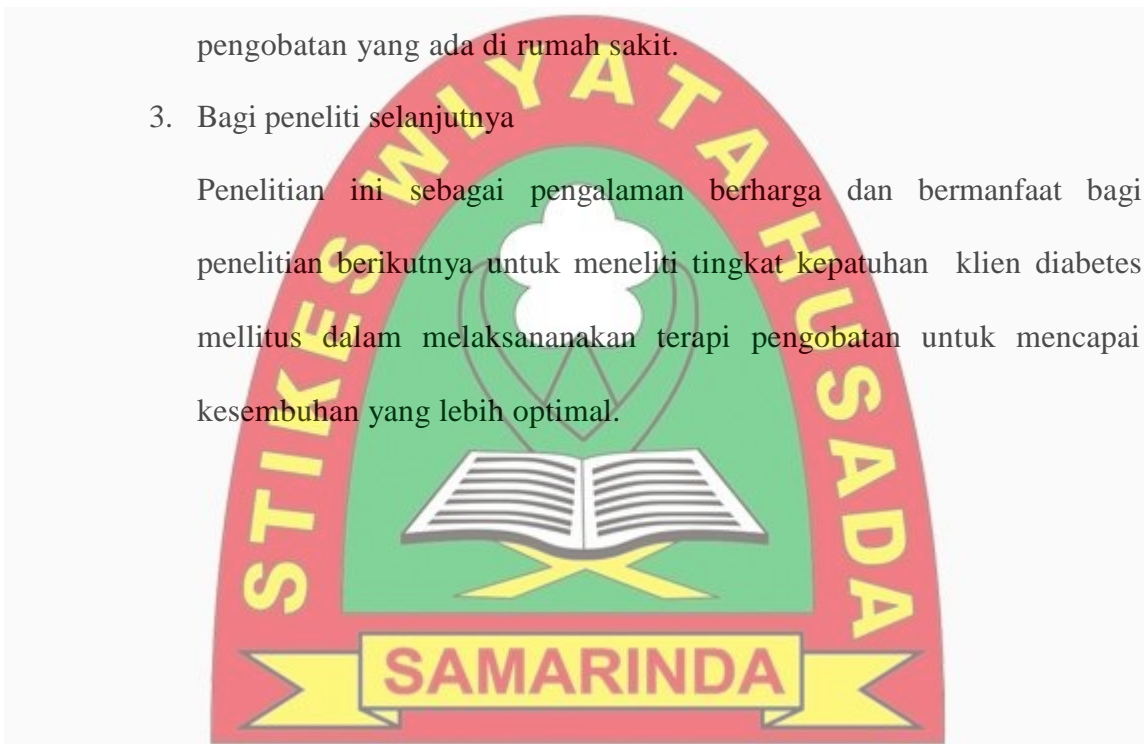 pengobatan yang ada di rumah sakit.
3. Bagi peneliti selanjutnya
Penelitian ini sebagai pengalaman berharga dan bermanfaat bagi
penelitian berikutnya untuk meneliti tingkat kepatuhan klien diabetes
mellitus dalam melaksananakan terapi pengobatan untuk mencapai
kesembuhan yang lebih optimal.
STIKES WIYATA HUSADA
SAMARINDA